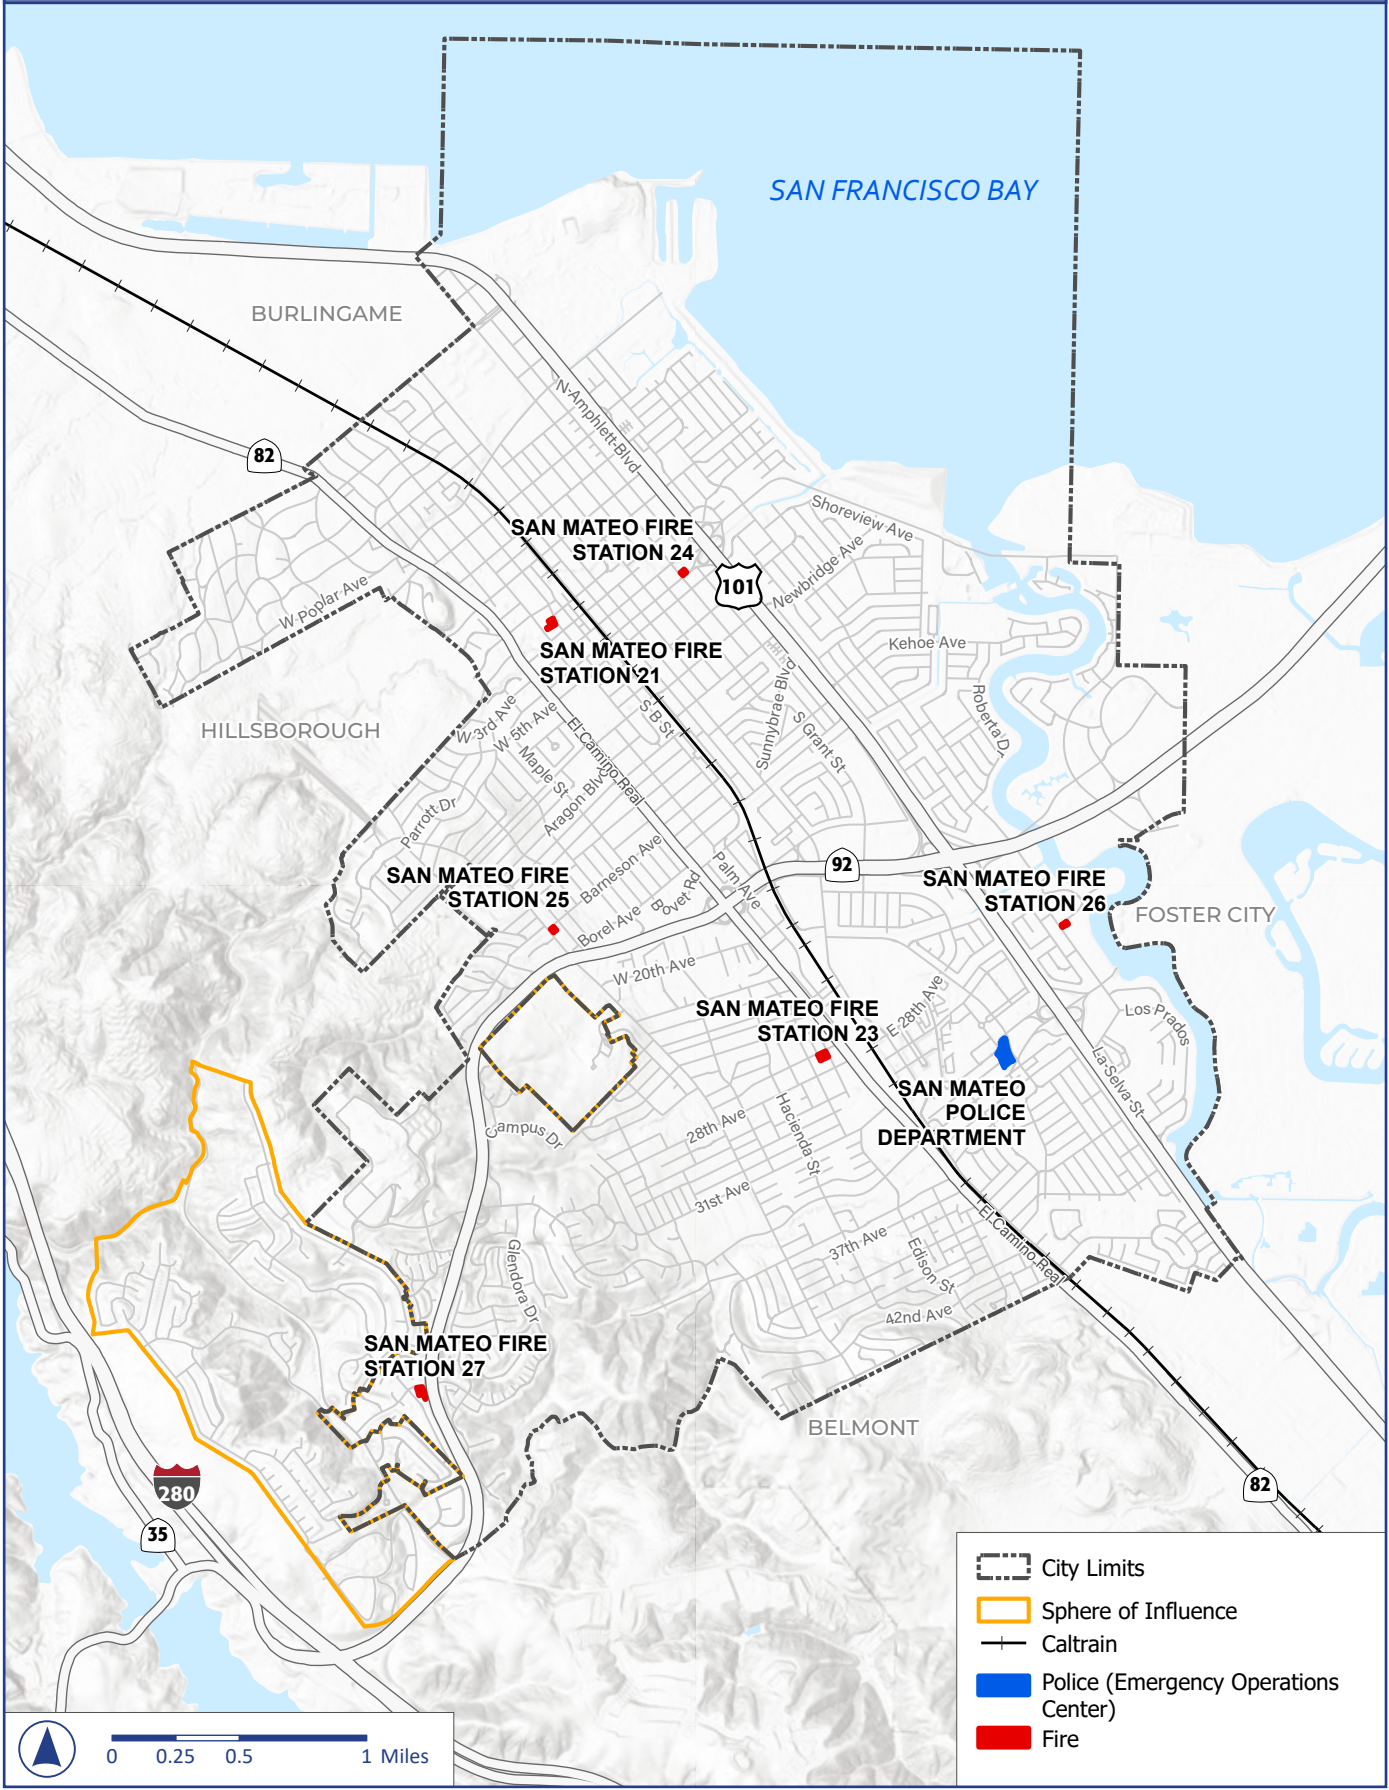 SAN FRANCISCO BAY
BURLINGAME
N Amphlett Blvd
82
Shoreview Ave
SAN MATEO FIRE
STATION 24
Newbridge Ave
101
W Poplar Ave
Kehoe Ave
SAN MATEO FIRE
STATION 21
Sunnybrae Blvd
Roberta Dr
W 3rd Ave
W 5th Ave
S B St
S Grant St
HILLSBOROUGH
El Camino Real
Maple St
Aragon Blvd
Parrott Dr
Barneson Ave
Palm Ave
92
SAN MATEO FIRE
STATION 25
Bovet Rd
SAN MATEO FIRE
STATION 26
FOSTER CITY
Borel Ave
W 20th Ave
SAN MATEO FIRE
STATION 23
E 28th Ave
Los Prados
La Selva St
SAN MATEO
POLICE
DEPARTMENT
Campus Dr
28th Ave
Hacienda St
31st Ave
37th Ave
Edison St
El Camino Real
Glendora Dr
42nd Ave
SAN MATEO FIRE
STATION 27
BELMONT
280
35
82
City Limits
Sphere of Influence
Caltrain
Police (Emergency Operations
Center)
Fire
0 0.25 0.5 1 Miles